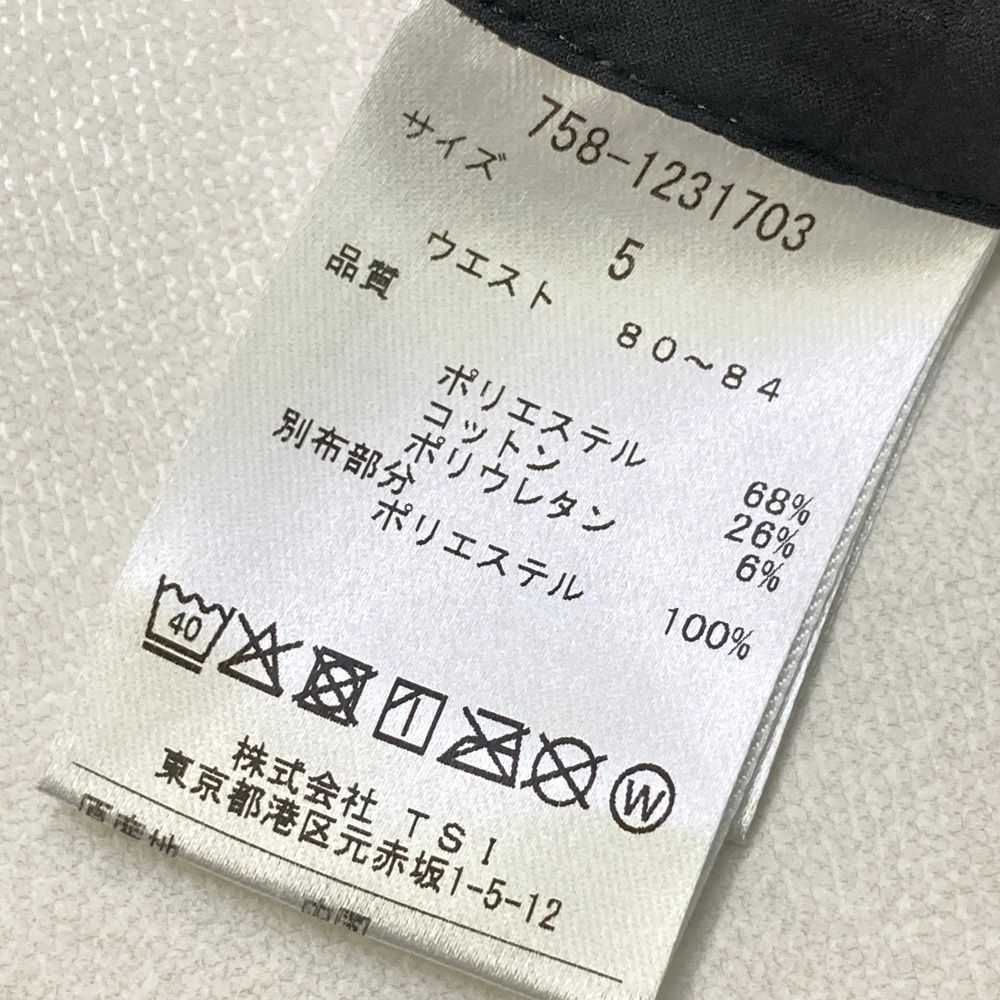 758-1231703
サイズ 5
ウエスト 80～84
品質
ポリエステル 68%
コットン 26%
ポリウレタン 6%
別布部分
ポリエステル 100%
40
W
株式会社 TSI
東京都港区元赤坂1-5-12